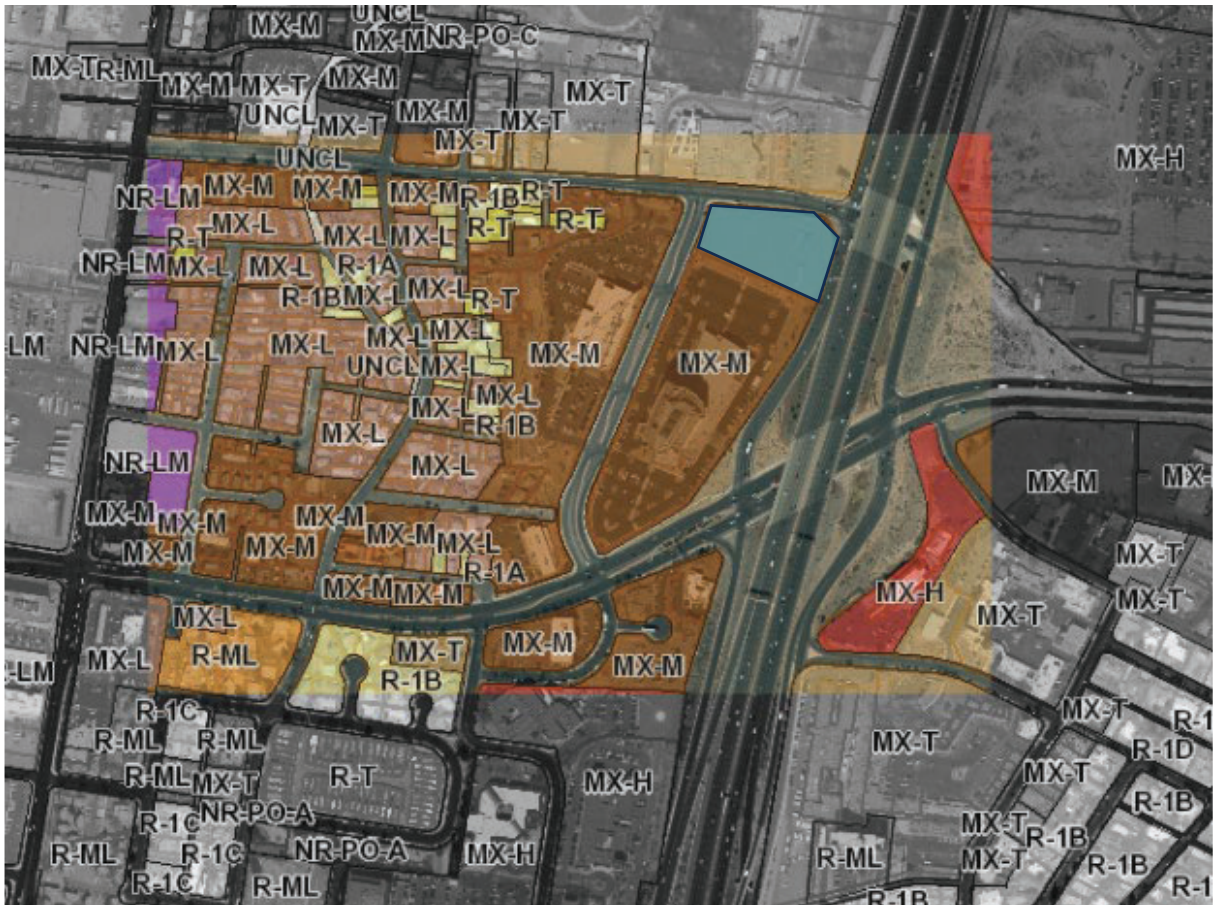 UNCL
MX-M
MX-M NR-PO-C
MX-T R-ML
MX-M MX-T MX-M
MX-T
UNCL
MX-M
MX-T
MX-T
MX-T
MX-H
UNCL
NR-LM
MX-M
MX-M
MX-M
R-1B
R-T
MX-L
R-T
R-T
R-T
MX-L
MX-L
NR-LM
MX-L
MX-L
R-1A
R-1B
MX-L
MX-L
R-T
-LM
NR-LM
MX-L
MX-L
MX-L
MX-L
UNCL
MX-L
MX-M
MX-M
MX-L
MX-L
R-1B
MX-L
NR-LM
MX-L
MX-M
MX-
MX-M
MX-M
MX-M
MX-M
MX-M
MX-M
MX-L
R-1A
MX-T
MX-M
MX-M
MX-H
MX-T
MX-T
MX-L
MX-T
MX-M
-LM
MX-L
R-ML
R-1B
MX-M
R-1C
R-ML
R-ML
MX-T
R-1
MX-T
R-1D
R-ML
MX-T
R-T
MX-H
MX-T
R-1B
NR-PO-A
R-1C
R-1C
NR-PO-A
MX-T
R-1B
R-ML
MX-H
R-ML
MX-T
R-1B
R-1C
R-ML
R-1B
R-1